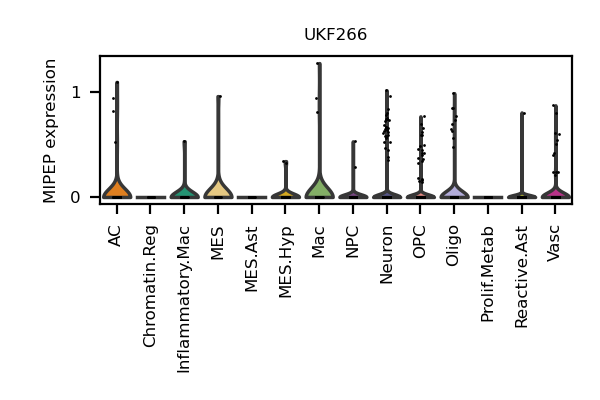 UKF266
MIPEP expression
1
0
AC
Chromatin.Reg
Inflammatory.Mac
MES
MES.Ast
MES.Hyp
Mac
NPC
Neuron
OPC
Oligo
Prolif.Metab
Reactive.Ast
Vasc